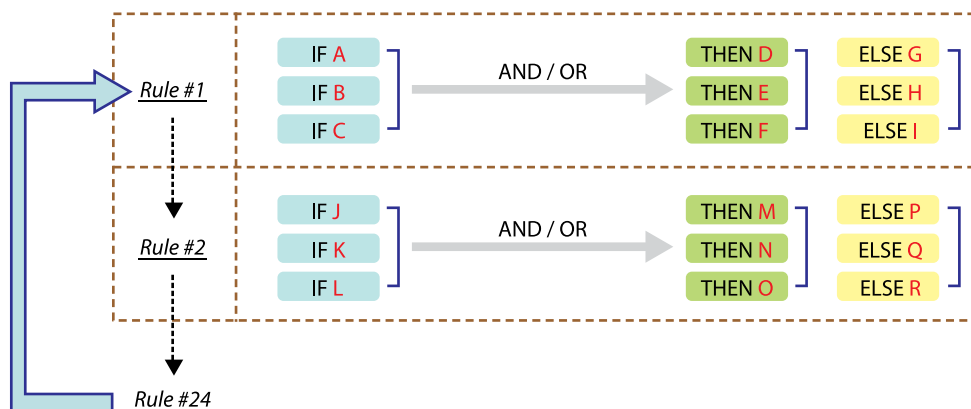 IF A
THEN D
ELSE G
AND / OR
Rule #1
IF B
THEN E
ELSE H
IF C
THEN F
ELSE I
IF J
THEN M
ELSE P
AND / OR
Rule #2
IF K
THEN N
ELSE Q
IF L
THEN O
ELSE R
Rule #24